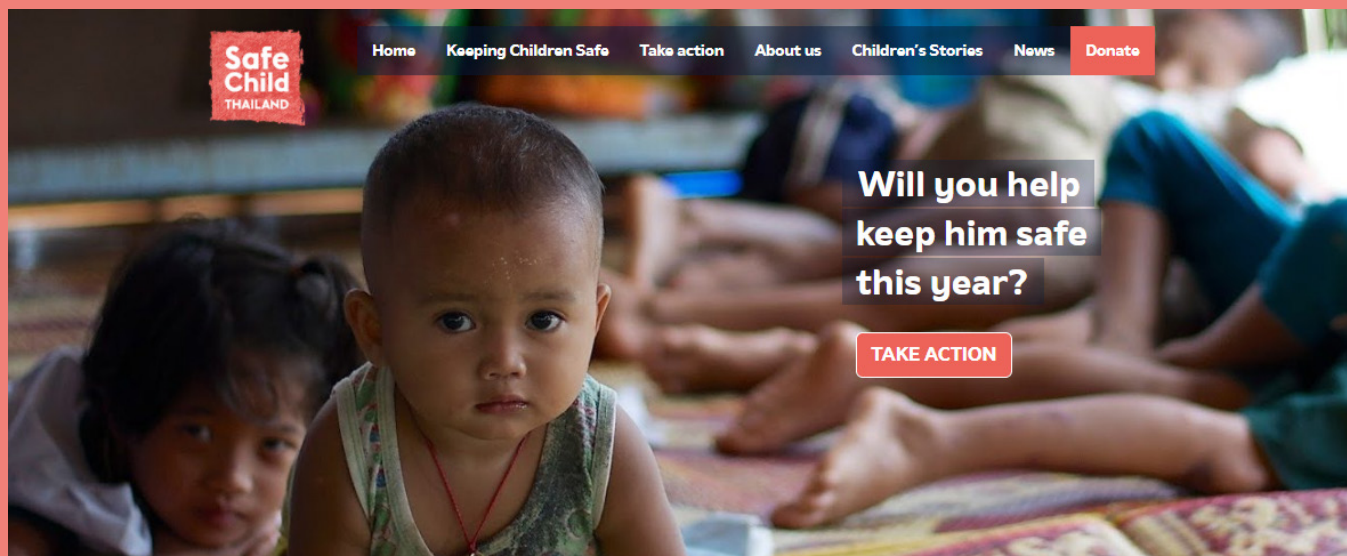 Safe
Child
THAILAND
Home Keeping Children Safe Take action About us Children's Stories News Donate
Will you help
keep him safe
this year?
TAKE ACTION